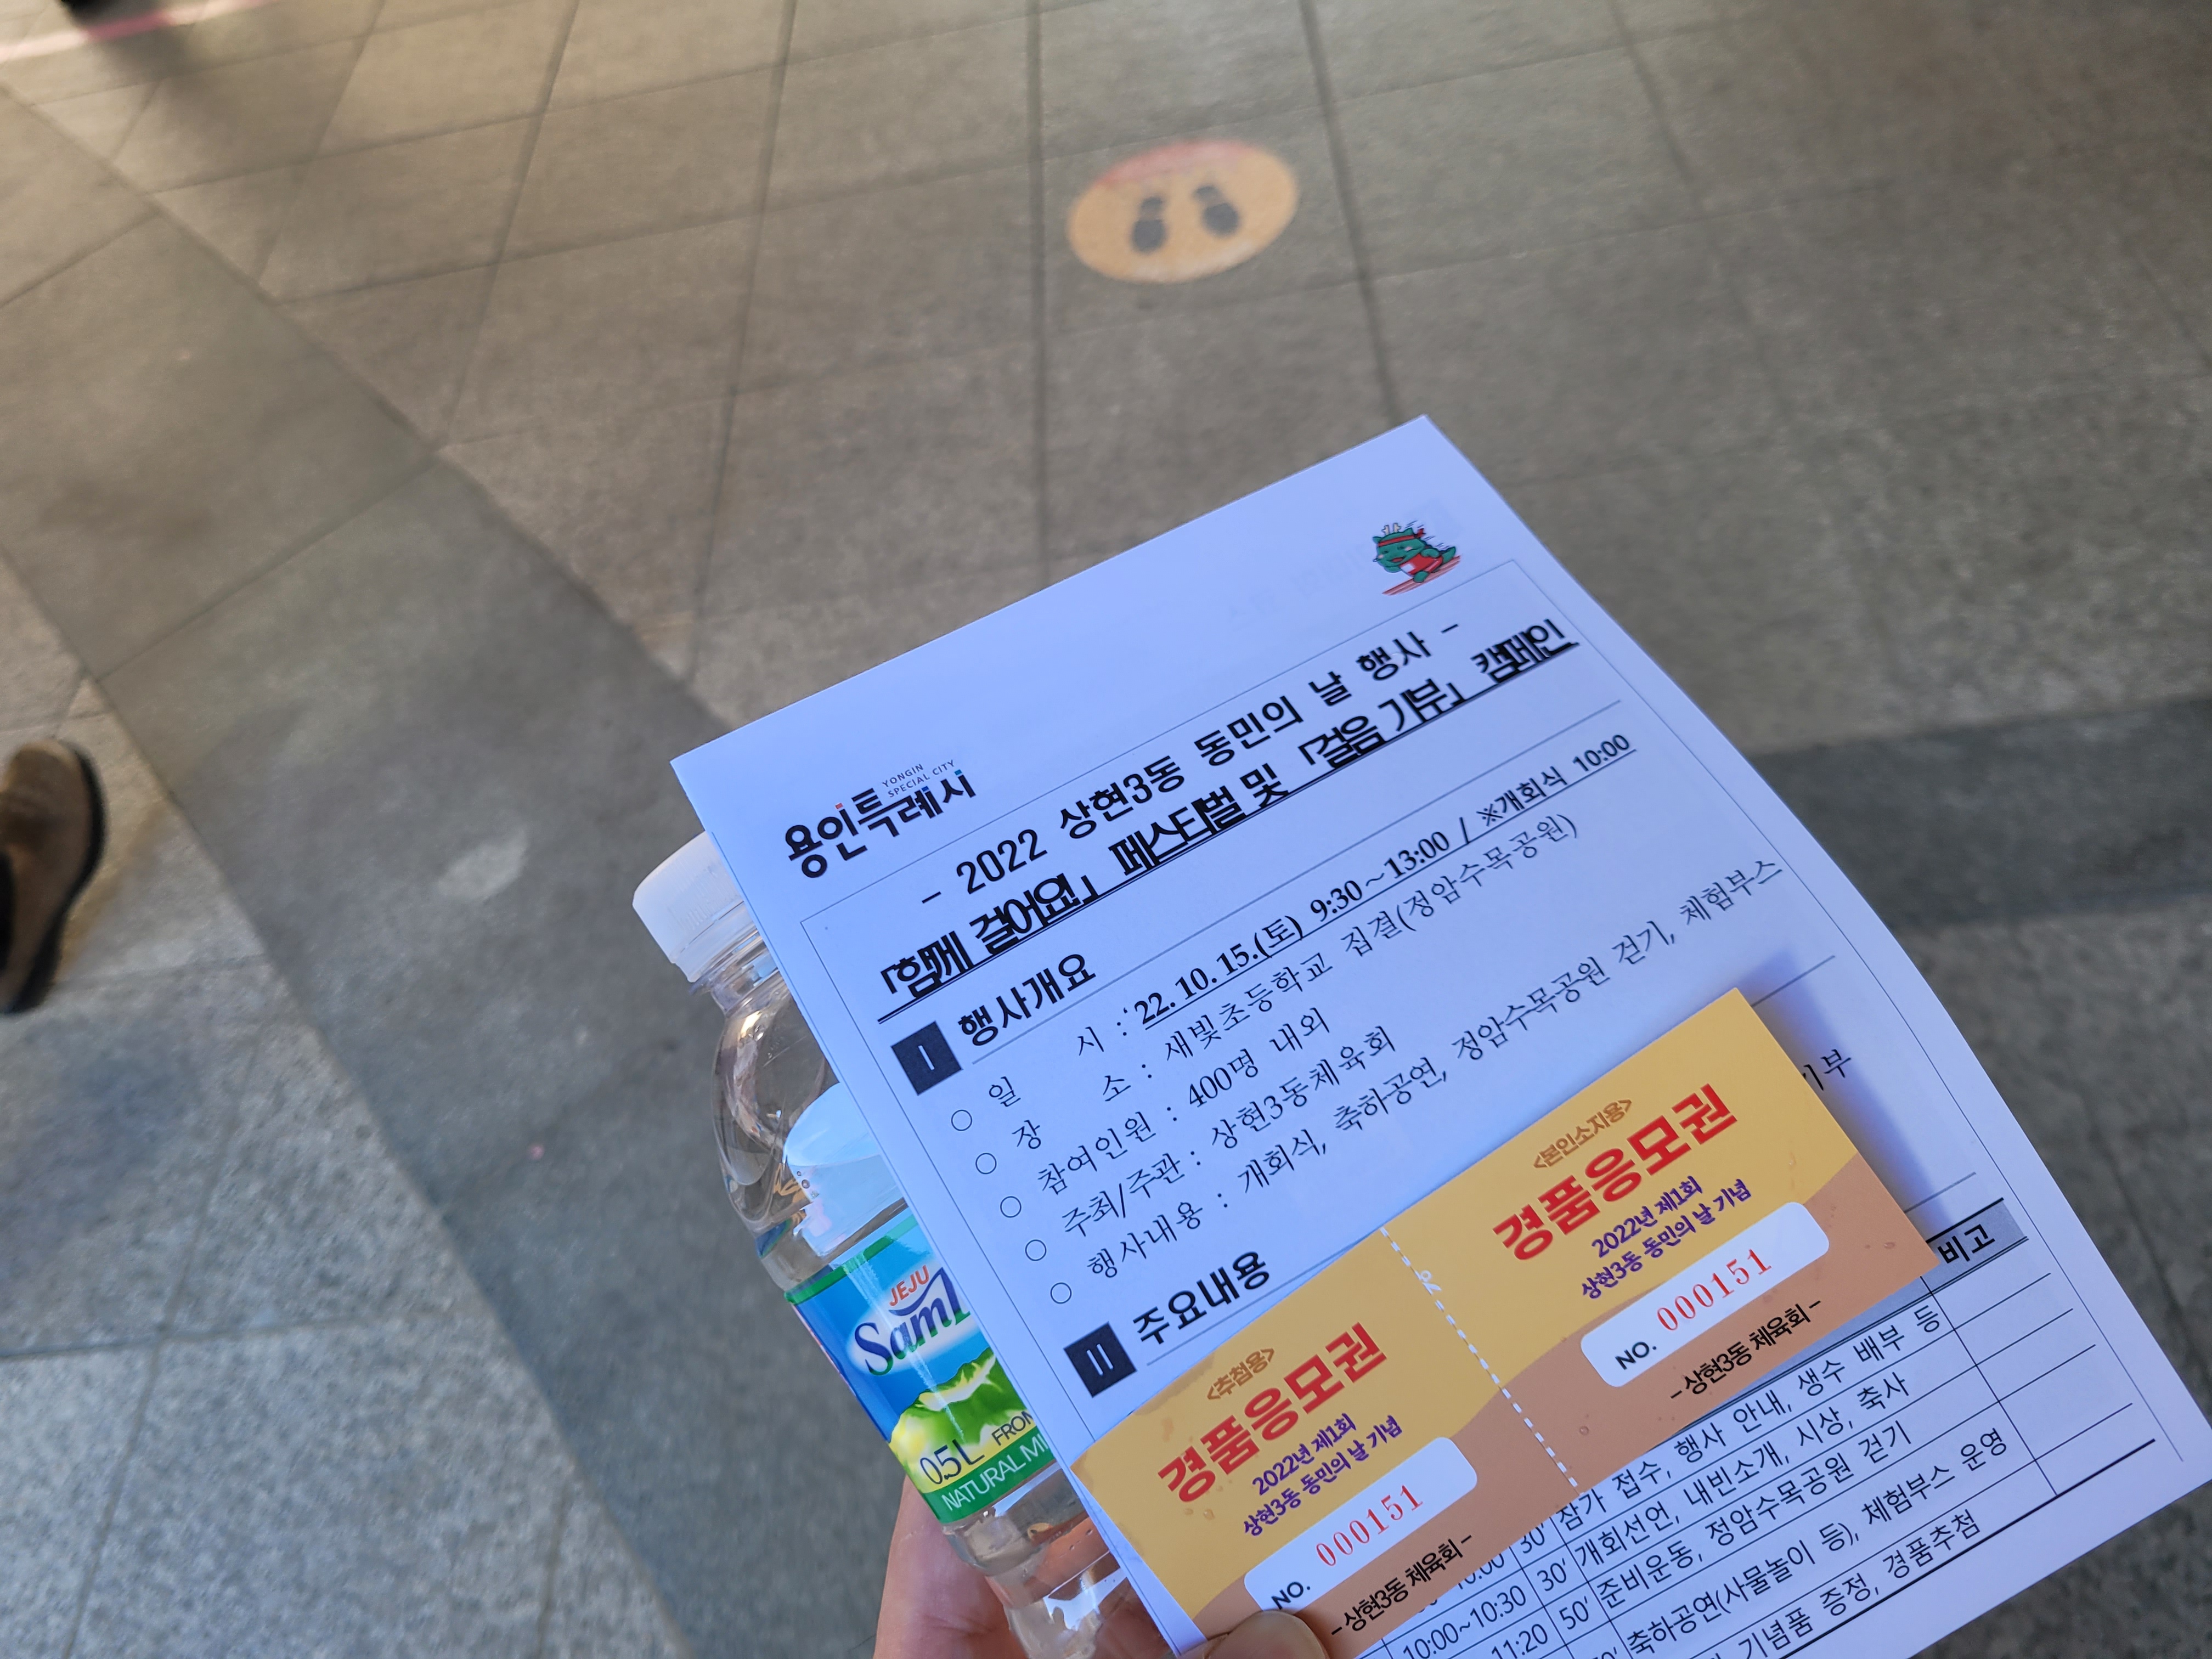 용인특례시
YONGIN
SPECIAL CITY
- 2022 상현3동 동민의 날 행사 -
「함께 걸어요!」 페스티벌 및 「걸음 기부」 캠페인
Ⅰ 행사개요
○ 일 시 : ‘22. 10. 15.(토) 9:30~13:00 / ※개회식 10:00
○ 장 소 : 새빛초등학교 집결(정암수목공원)
○ 참여인원 : 400명 내외
○ 주최/주관 : 상현3동체육회
○ 행사내용 : 개회식, 축하공연, 정암수목공원 걷기, 체험부스
기부
Ⅱ 주요내용
비고
30' 참가 접수, 행사 안내, 생수 배부 등
10:00~10:30 30' 개회선언, 내빈소개, 시상, 축사
11:20 50' 준비운동, 정암수목공원 걷기
축하공연(사물놀이 등), 체험부스 운영
기념품 증정, 경품추첨
<추첨용>
경품응모권
2022년 제1회
상현3동 동민의 날 기념
NO. 000151
-상현3동 체육회-
<본인소지용>
경품응모권
2022년 제1회
상현3동 동민의 날 기념
NO. 000151
-상현3동 체육회-
JEJU
0.5L FROM